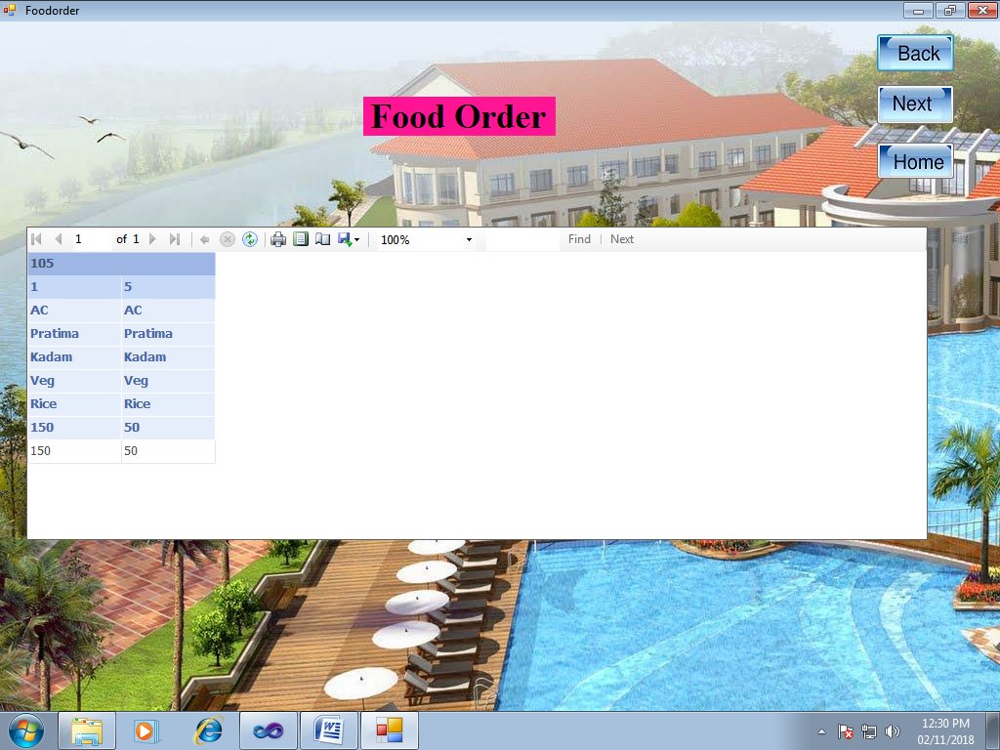 Foodorder
Back
Next
Food Order
Home
1 of 1 100% Find Next
105
1 5
AC AC
Pratima Pratima
Kadam Kadam
Veg Veg
Rice Rice
150 50
150 50
12:30 PM
02/11/2018